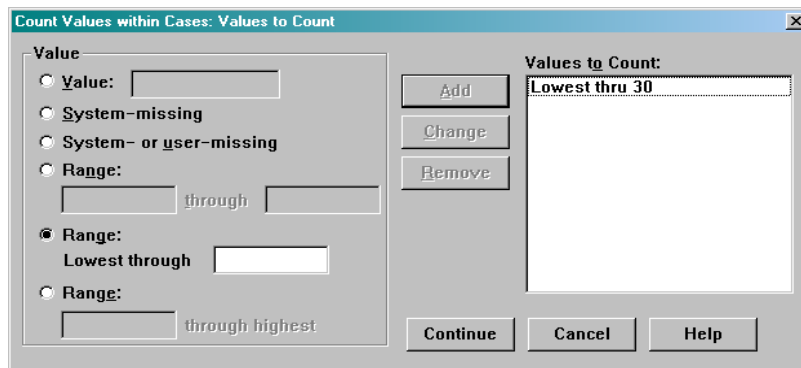 Count Values within Cases: Values to Count
Value
Value:
System-missing
System- or user-missing
Range:
through
Range:
Lowest through
Range:
through highest
Add
Change
Remove
Values to Count:
Lowest thru 30
Continue Cancel Help